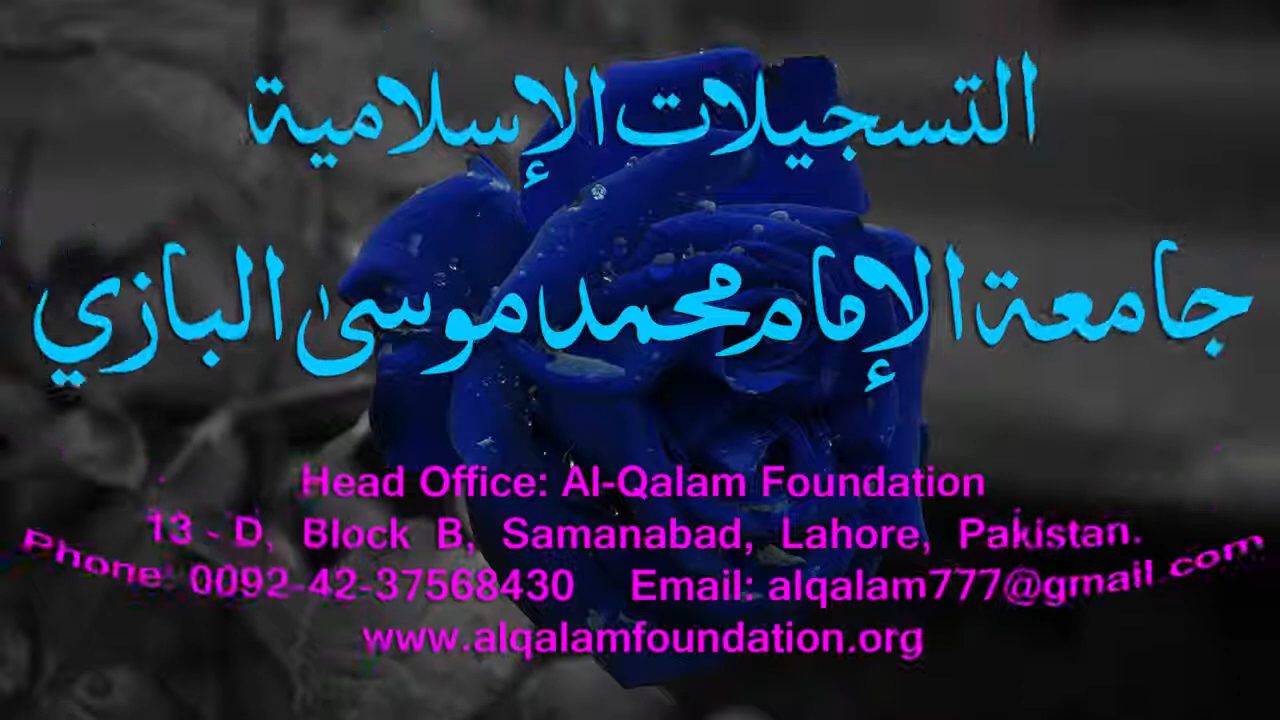 التسجيلات الإسلامية
جامعة الإمام محمد موسىٰ البازي
Head Office: Al-Qalam Foundation
13 - D, Block B, Samanabad, Lahore, Pakistan.
Phone: 0092-42-37568430 Email: alqalam777@gmail.com
www.alqalamfoundation.org